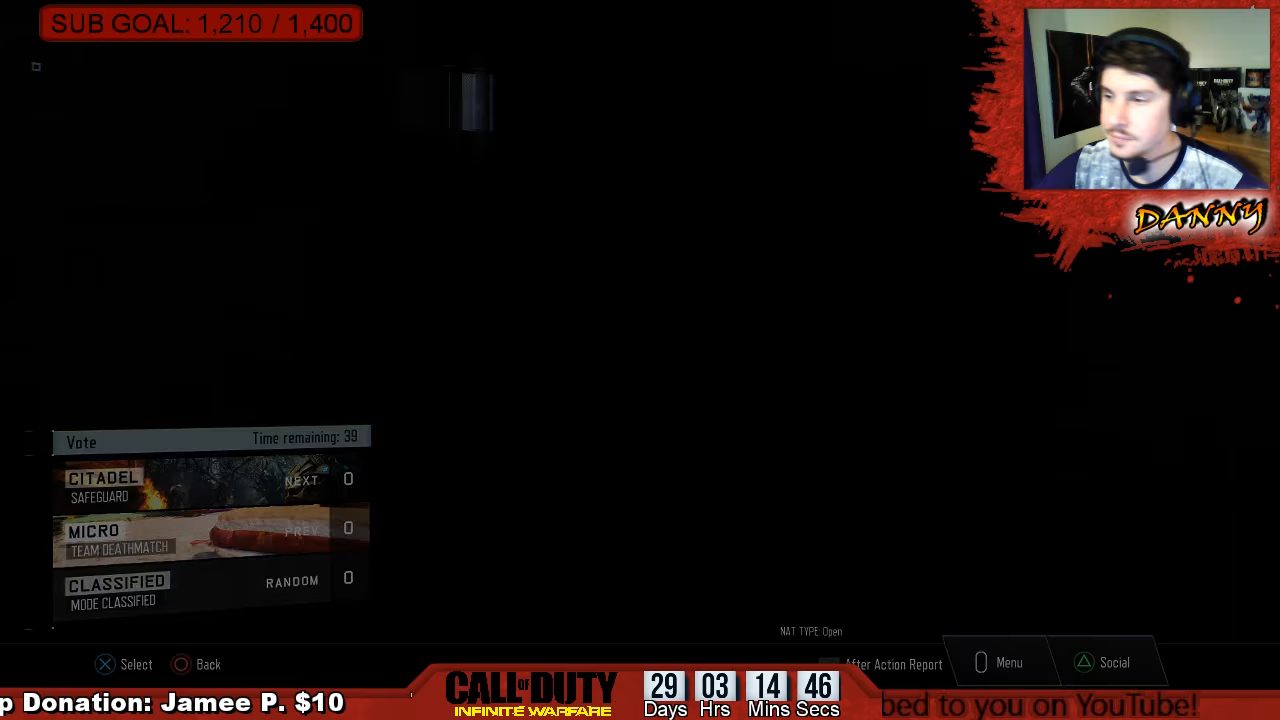 SUB GOAL: 1,210 / 1,400
DANNY
Vote Time remaining: 39
CITADEL NEXT 0
SAFEGUARD
MICRO PREV 0
TEAM DEATHMATCH
CLASSIFIED RANDOM 0
MODE CLASSIFIED
NAT TYPE: Open
Select Back After Action Report Menu Social
CALL OF DUTY
INFINITE WARFARE
29 03 14 46
Days Hrs Mins Secs
p Donation: Jamee P. $10
bed to you on YouTube!